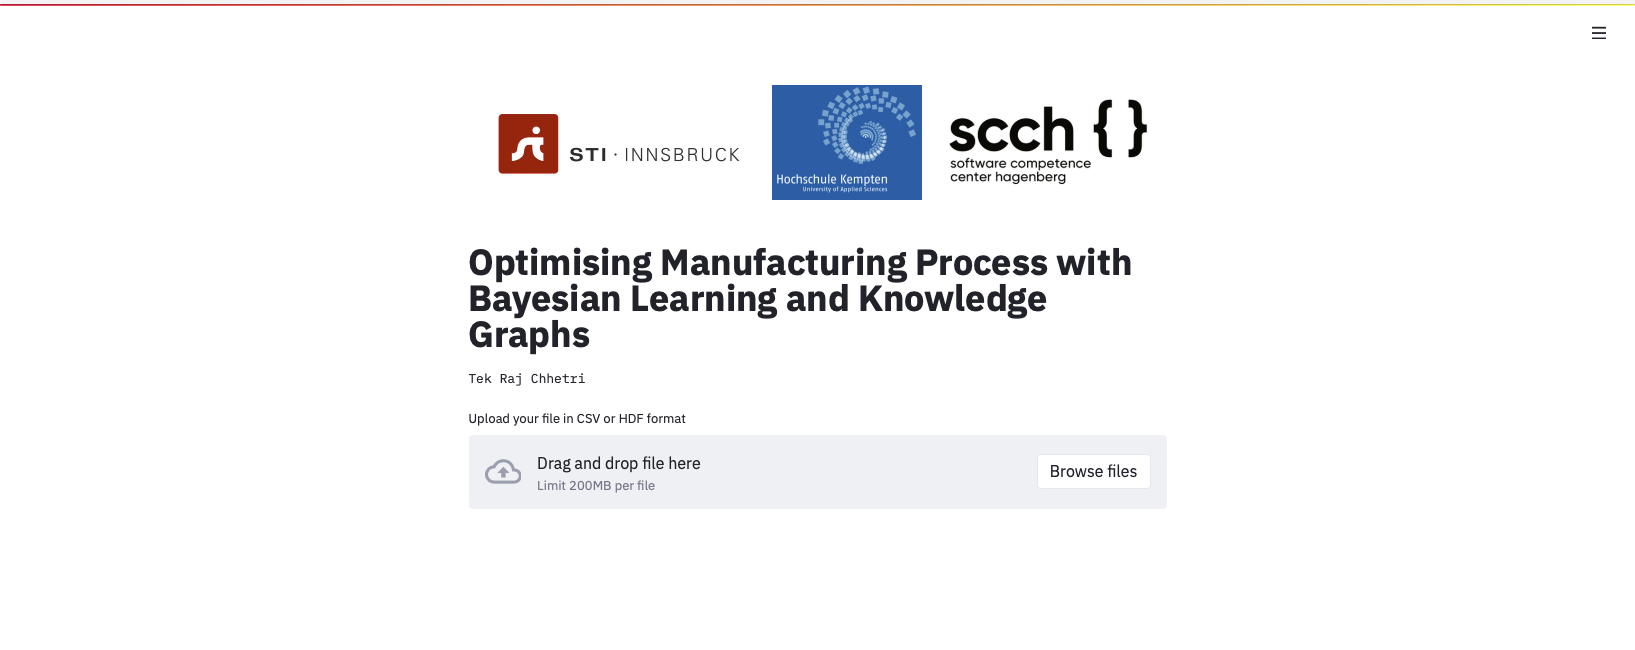 STI · INNSBRUCK
Hochschule Kempten
University of Applied Sciences
scch { }
software competence
center hagenberg
Optimising Manufacturing Process with
Bayesian Learning and Knowledge
Graphs
Tek Raj Chhetri
Upload your file in CSV or HDF format
Drag and drop file here
Limit 200MB per file
Browse files